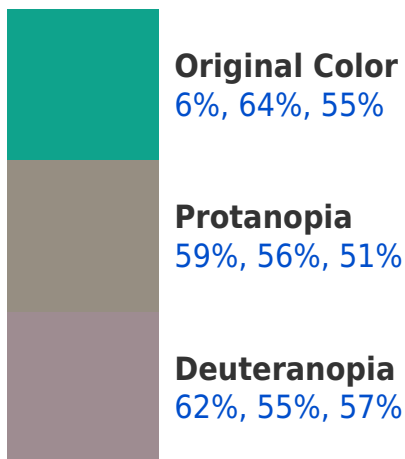 Original Color
6%, 64%, 55%
Protanopia
59%, 56%, 51%
Deuteranopia
62%, 55%, 57%